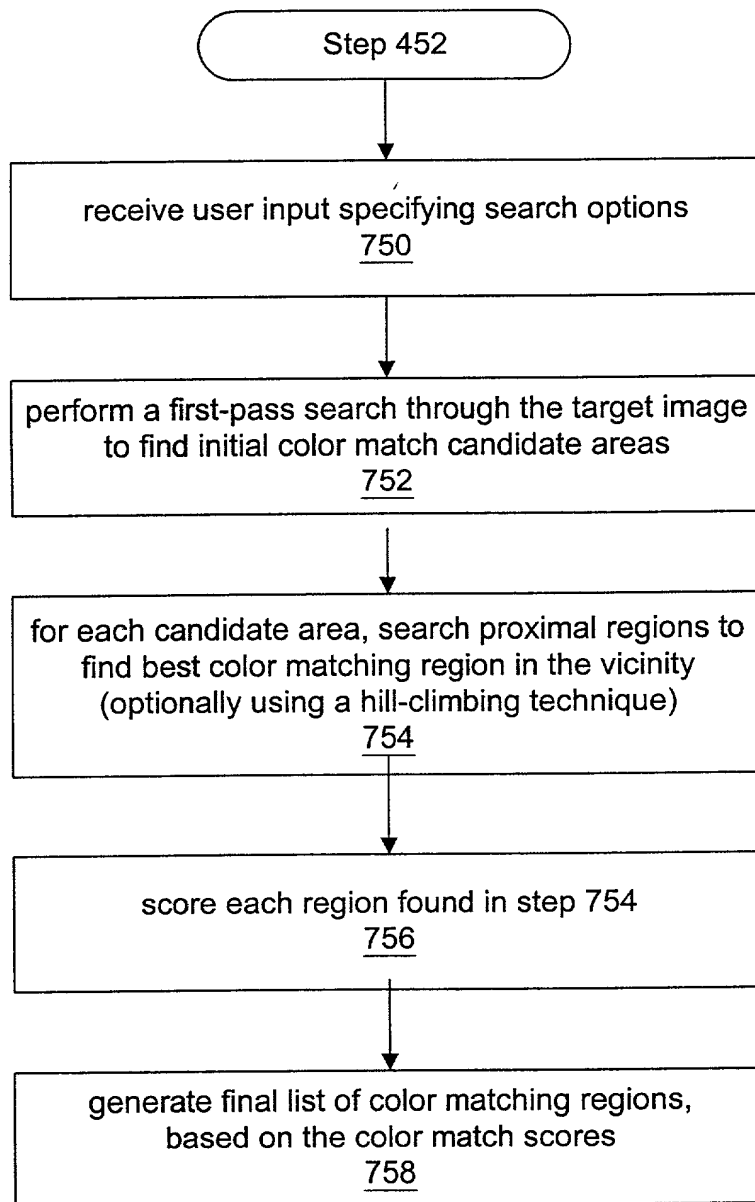 Step 452
receive user input specifying search options
750
perform a first-pass search through the target image
to find initial color match candidate areas
752
for each candidate area, search proximal regions to
find best color matching region in the vicinity
(optionally using a hill-climbing technique)
754
score each region found in step 754
756
generate final list of color matching regions,
based on the color match scores
758